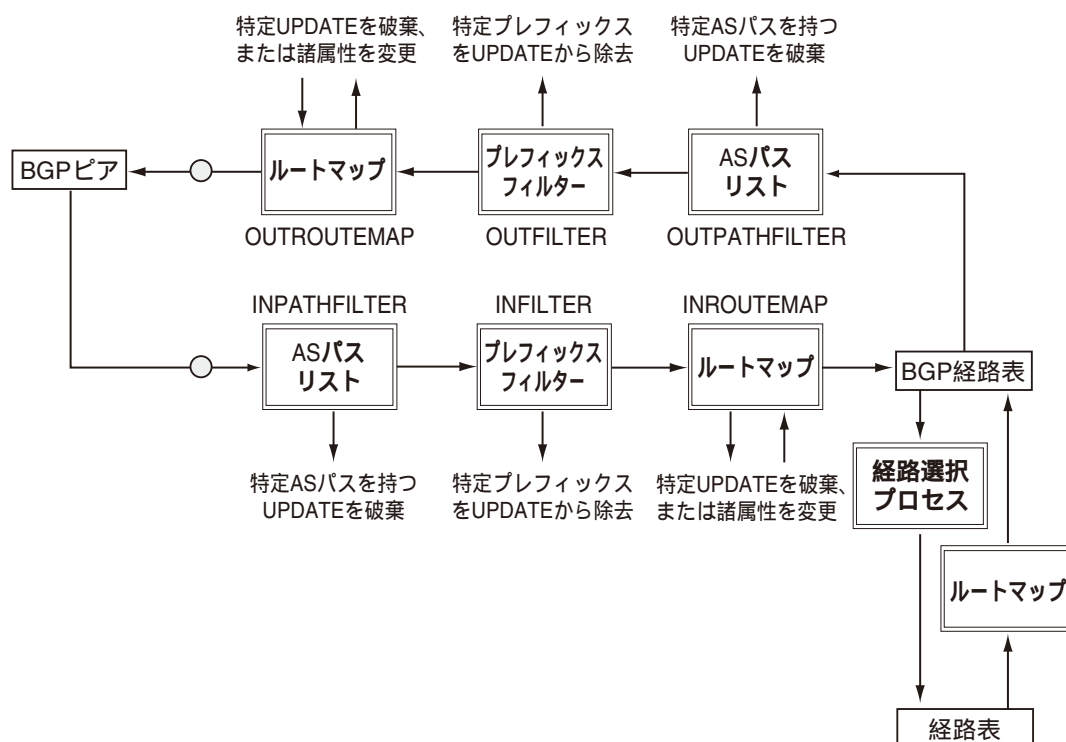 特定UPDATEを破棄、
または諸属性を変更
特定プレフィックス
をUPDATEから除去
特定ASパスを持つ
UPDATEを破棄
BGPピア
ルートマップ
プレフィックス
フィルター
ASパス
リスト
OUTROUTEMAP
OUTFILTER
OUTPATHFILTER
INPATHFILTER
INFILTER
INROUTEMAP
ASパス
リスト
プレフィックス
フィルター
ルートマップ
BGP経路表
特定ASパスを持つ
UPDATEを破棄
特定プレフィックス
をUPDATEから除去
特定UPDATEを破棄、
または諸属性を変更
経路選択
プロセス
ルートマップ
経路表